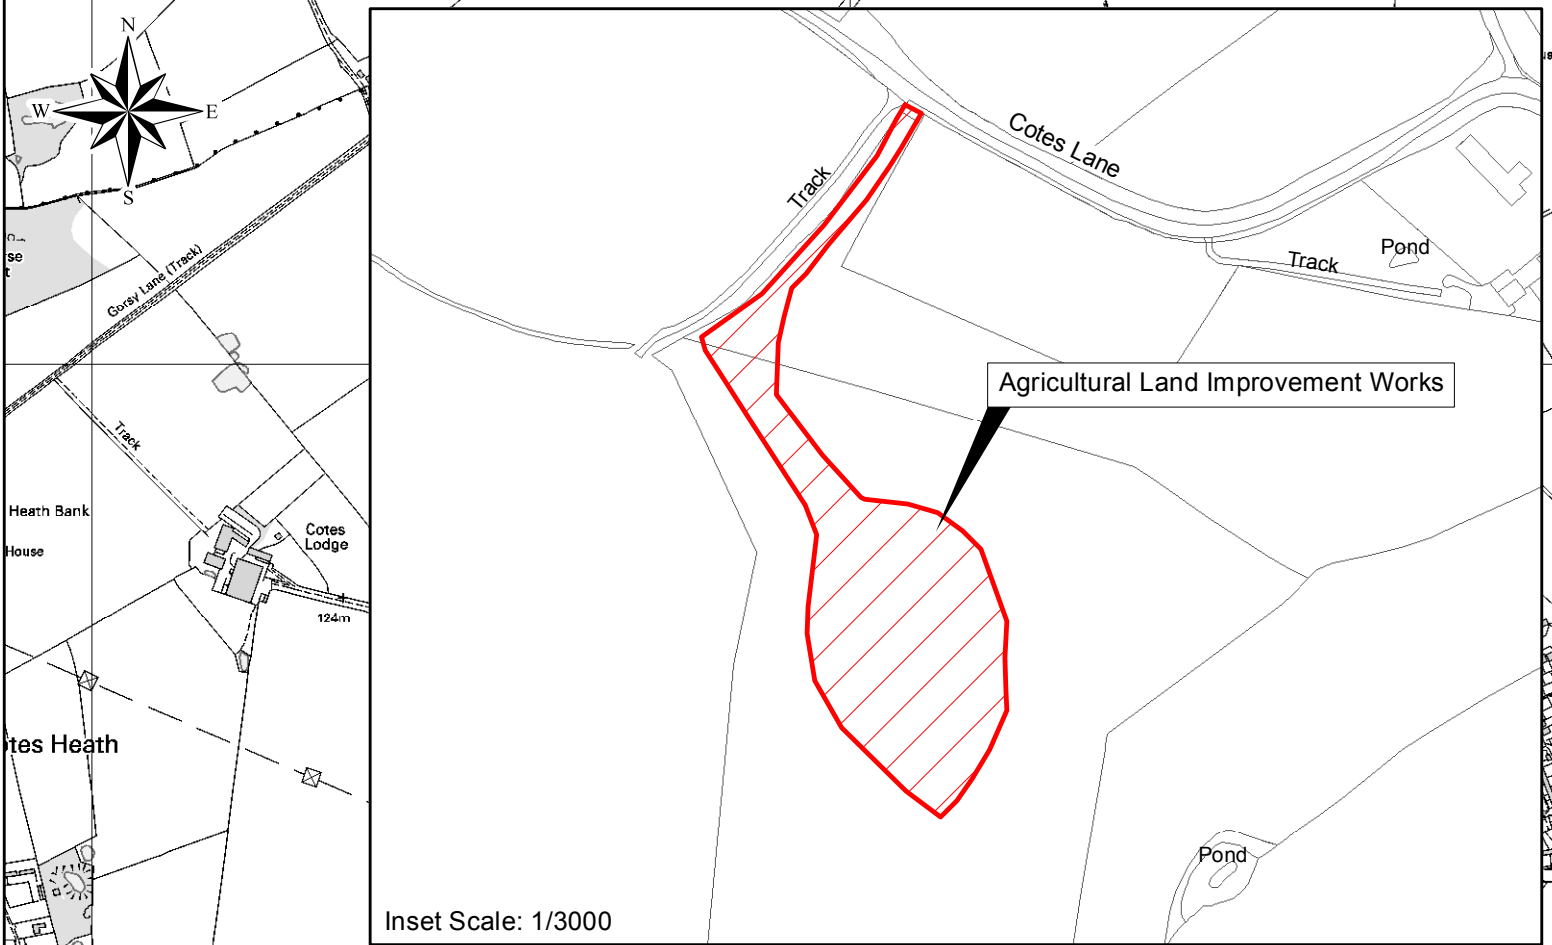 N
W
E
S
Gorsy Lane (Track)
Track
Heath Bank
House
Cotes
Lodge
124m
Cotes Lane
Track
Track
Pond
Agricultural Land Improvement Works
Pond
Inset Scale: 1/3000
tes Heath